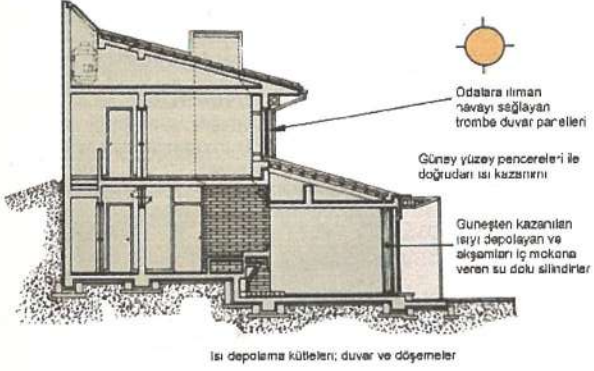 Odalara ılıman
havayı sağlayan
trombe duvar panelleri
Güney yüzey pencereleri ile
doğrudan ısı kazanımı
Güneşten kazanılan
ısıyı depolayan ve
akşamları iç mekana
veren su dolu silindirler
Isı depolama kütleleri; duvar ve döşemeler